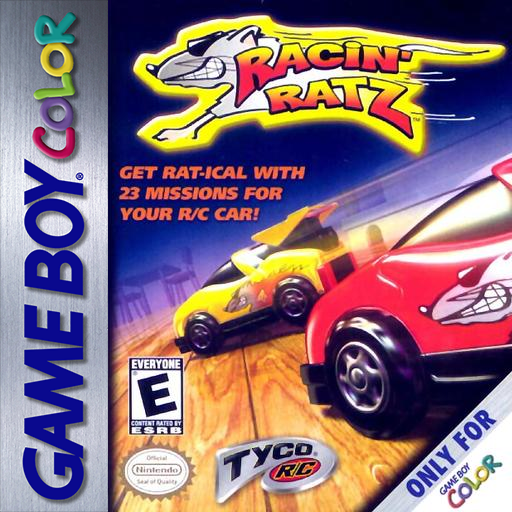 GAME BOY COLOR
RACIN'
RATZ
™
GET RAT-ICAL WITH
23 MISSIONS FOR
YOUR R/C CAR!
EVERYONE
E
CONTENT RATED BY
ESRB
Official
Nintendo
Seal of Quality
TYCO
R/C
ONLY FOR
GAME BOY
COLOR